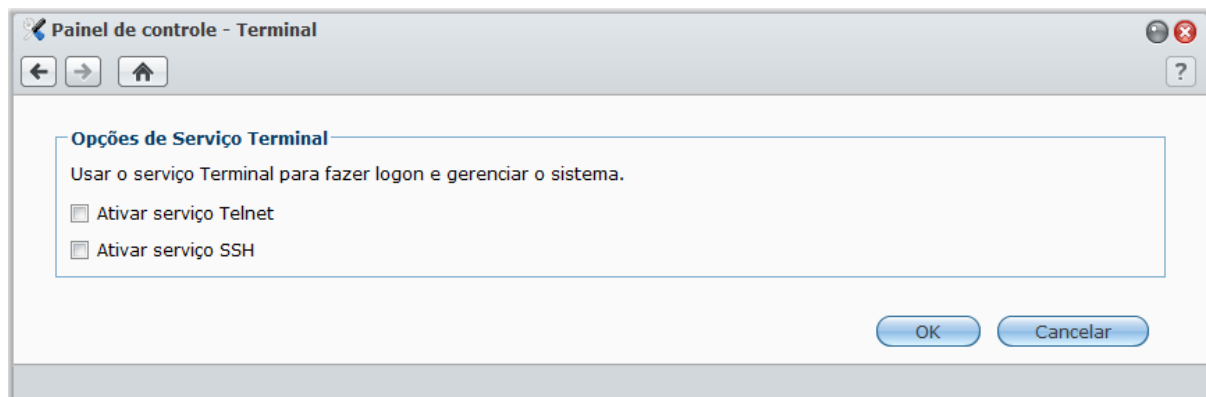 Painel de controle - Terminal
?
Opções de Serviço Terminal
Usar o serviço Terminal para fazer logon e gerenciar o sistema.
Ativar serviço Telnet
Ativar serviço SSH
OK
Cancelar